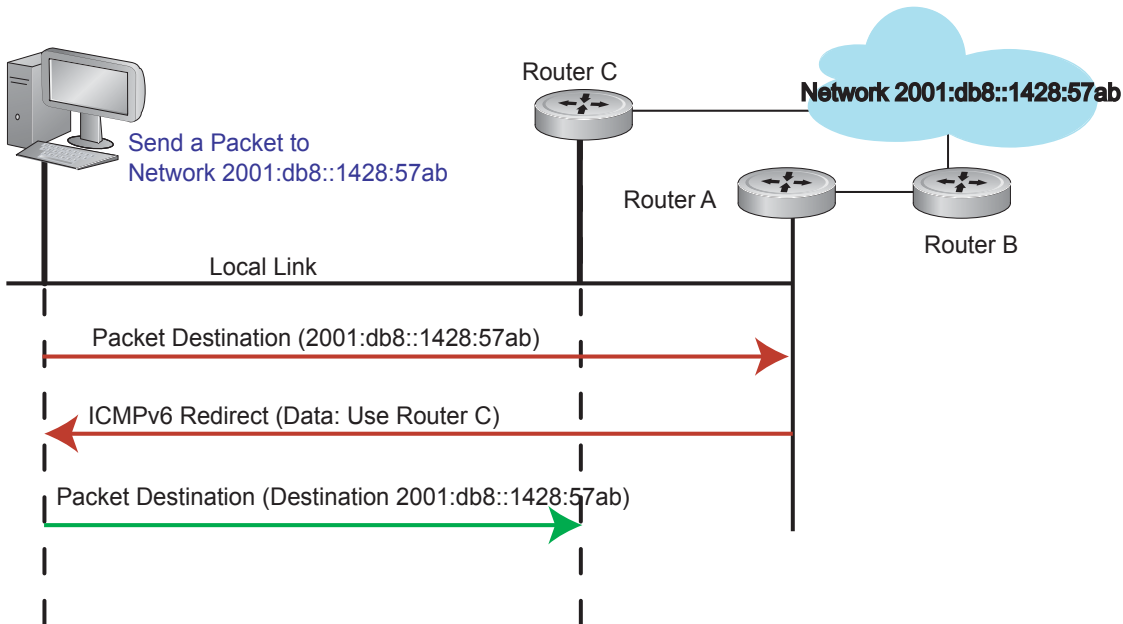 Router C
Network 2001:db8::1428:57ab
Send a Packet to
Network 2001:db8::1428:57ab
Router A
Router B
Local Link
Packet Destination (2001:db8::1428:57ab)
ICMPv6 Redirect (Data: Use Router C)
Packet Destination (Destination 2001:db8::1428:57ab)